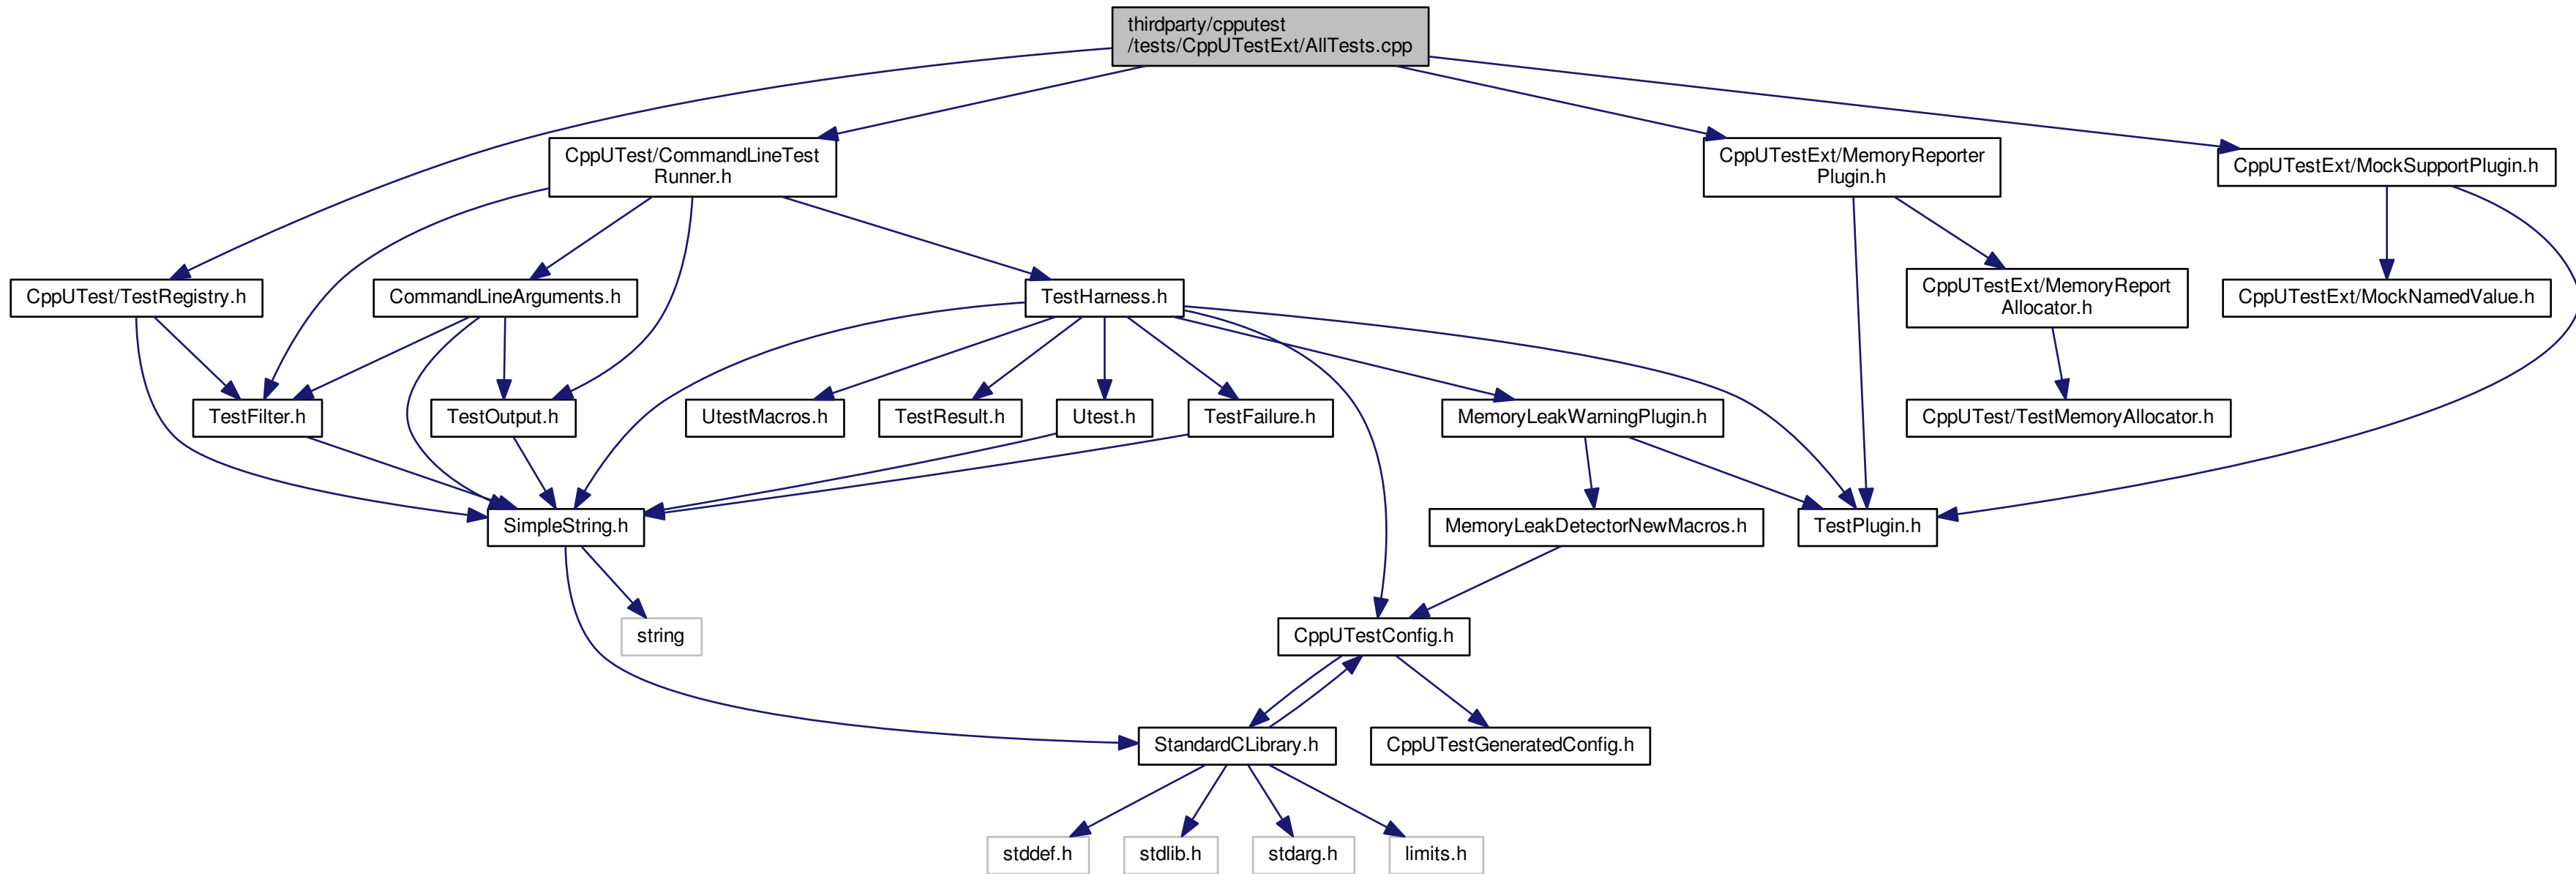 thirdparty/cpputest
/tests/CppUTestExt/AllTests.cpp
CppUTest/CommandLineTest
Runner.h
CppUTestExt/MemoryReporter
Plugin.h
CppUTestExt/MockSupportPlugin.h
CppUTest/TestRegistry.h
CommandLineArguments.h
TestHarness.h
CppUTestExt/MemoryReport
Allocator.h
CppUTestExt/MockNamedValue.h
TestFilter.h
TestOutput.h
UtestMacros.h
TestResult.h
Utest.h
TestFailure.h
MemoryLeakWarningPlugin.h
CppUTest/TestMemoryAllocator.h
SimpleString.h
MemoryLeakDetectorNewMacros.h
TestPlugin.h
string
CppUTestConfig.h
StandardCLibrary.h
CppUTestGeneratedConfig.h
stddef.h
stdlib.h
stdarg.h
limits.h